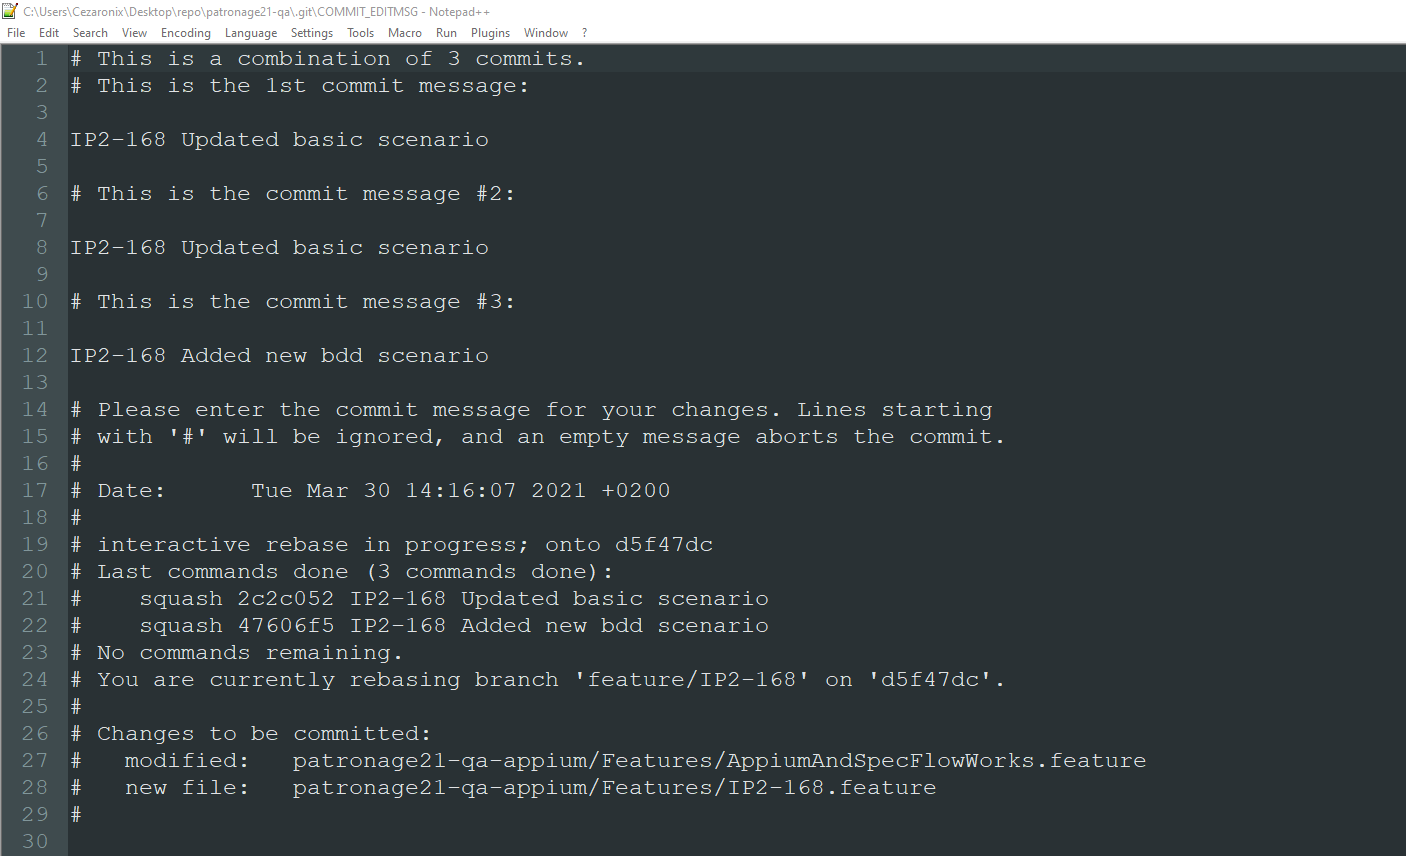 C:\Users\Cezaronix\Desktop\repo\patronage21-qa\.git\COMMIT_EDITMSG - Notepad++
File Edit Search View Encoding Language Settings Tools Macro Run Plugins Window ?
1 # This is a combination of 3 commits.
2 # This is the 1st commit message:
3
4 IP2-168 Updated basic scenario
5
6 # This is the commit message #2:
7
8 IP2-168 Updated basic scenario
9
10 # This is the commit message #3:
11
12 IP2-168 Added new bdd scenario
13
14 # Please enter the commit message for your changes. Lines starting
15 # with '#' will be ignored, and an empty message aborts the commit.
16 #
17 # Date:      Tue Mar 30 14:16:07 2021 +0200
18 #
19 # interactive rebase in progress; onto d5f47dc
20 # Last commands done (3 commands done):
21 #    squash 2c2c052 IP2-168 Updated basic scenario
22 #    squash 47606f5 IP2-168 Added new bdd scenario
23 # No commands remaining.
24 # You are currently rebasing branch 'feature/IP2-168' on 'd5f47dc'.
25 #
26 # Changes to be committed:
27 #   modified:   patronage21-qa-appium/Features/AppiumAndSpecFlowWorks.feature
28 #   new file:   patronage21-qa-appium/Features/IP2-168.feature
29 #
30